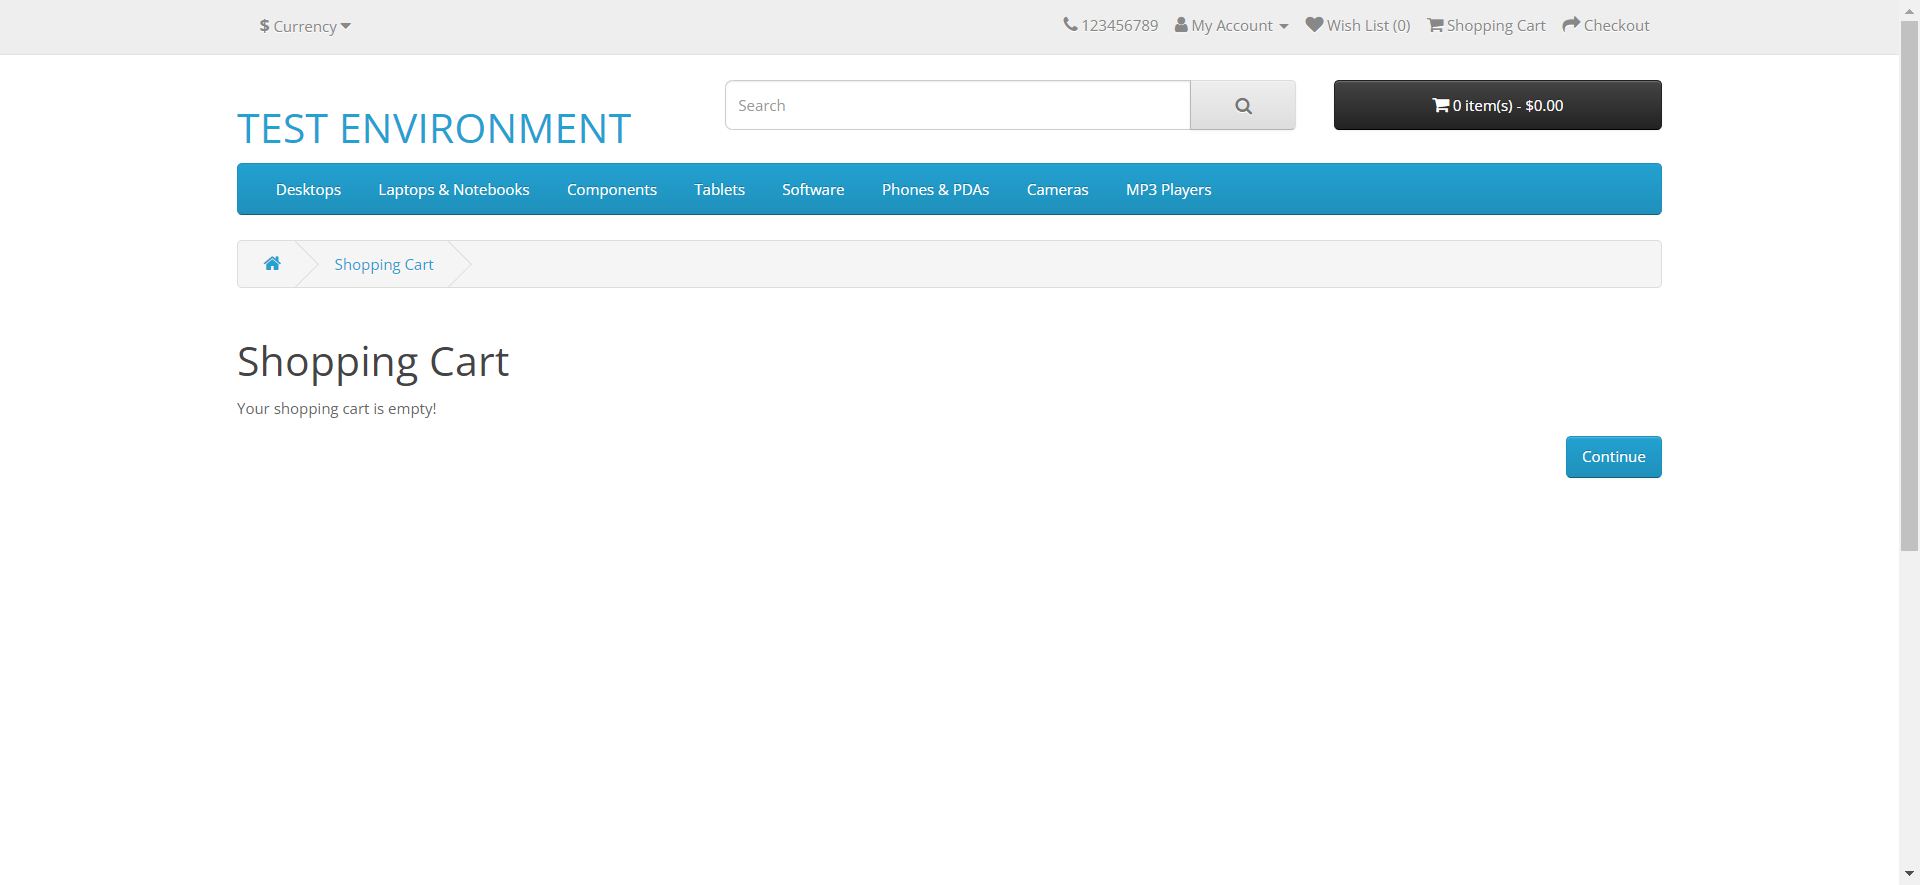 $ Currency
123456789 My Account Wish List (0) Shopping Cart Checkout
TEST ENVIRONMENT
Search
0 item(s) - $0.00
Desktops Laptops & Notebooks Components Tablets Software Phones & PDAs Cameras MP3 Players
Shopping Cart
Shopping Cart
Your shopping cart is empty!
Continue